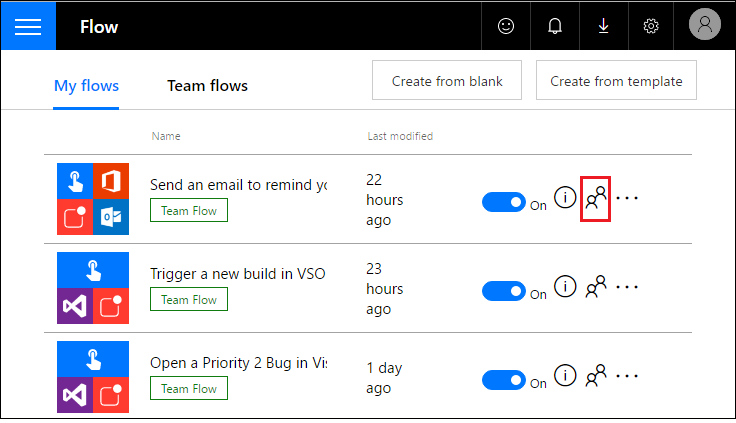 Flow
My flows
Team flows
Create from blank
Create from template
Name
Last modified
Send an email to remind yo
Team Flow
22
hours
ago
On
Trigger a new build in VSO
Team Flow
23
hours
ago
On
Open a Priority 2 Bug in Vis
Team Flow
1 day
ago
On